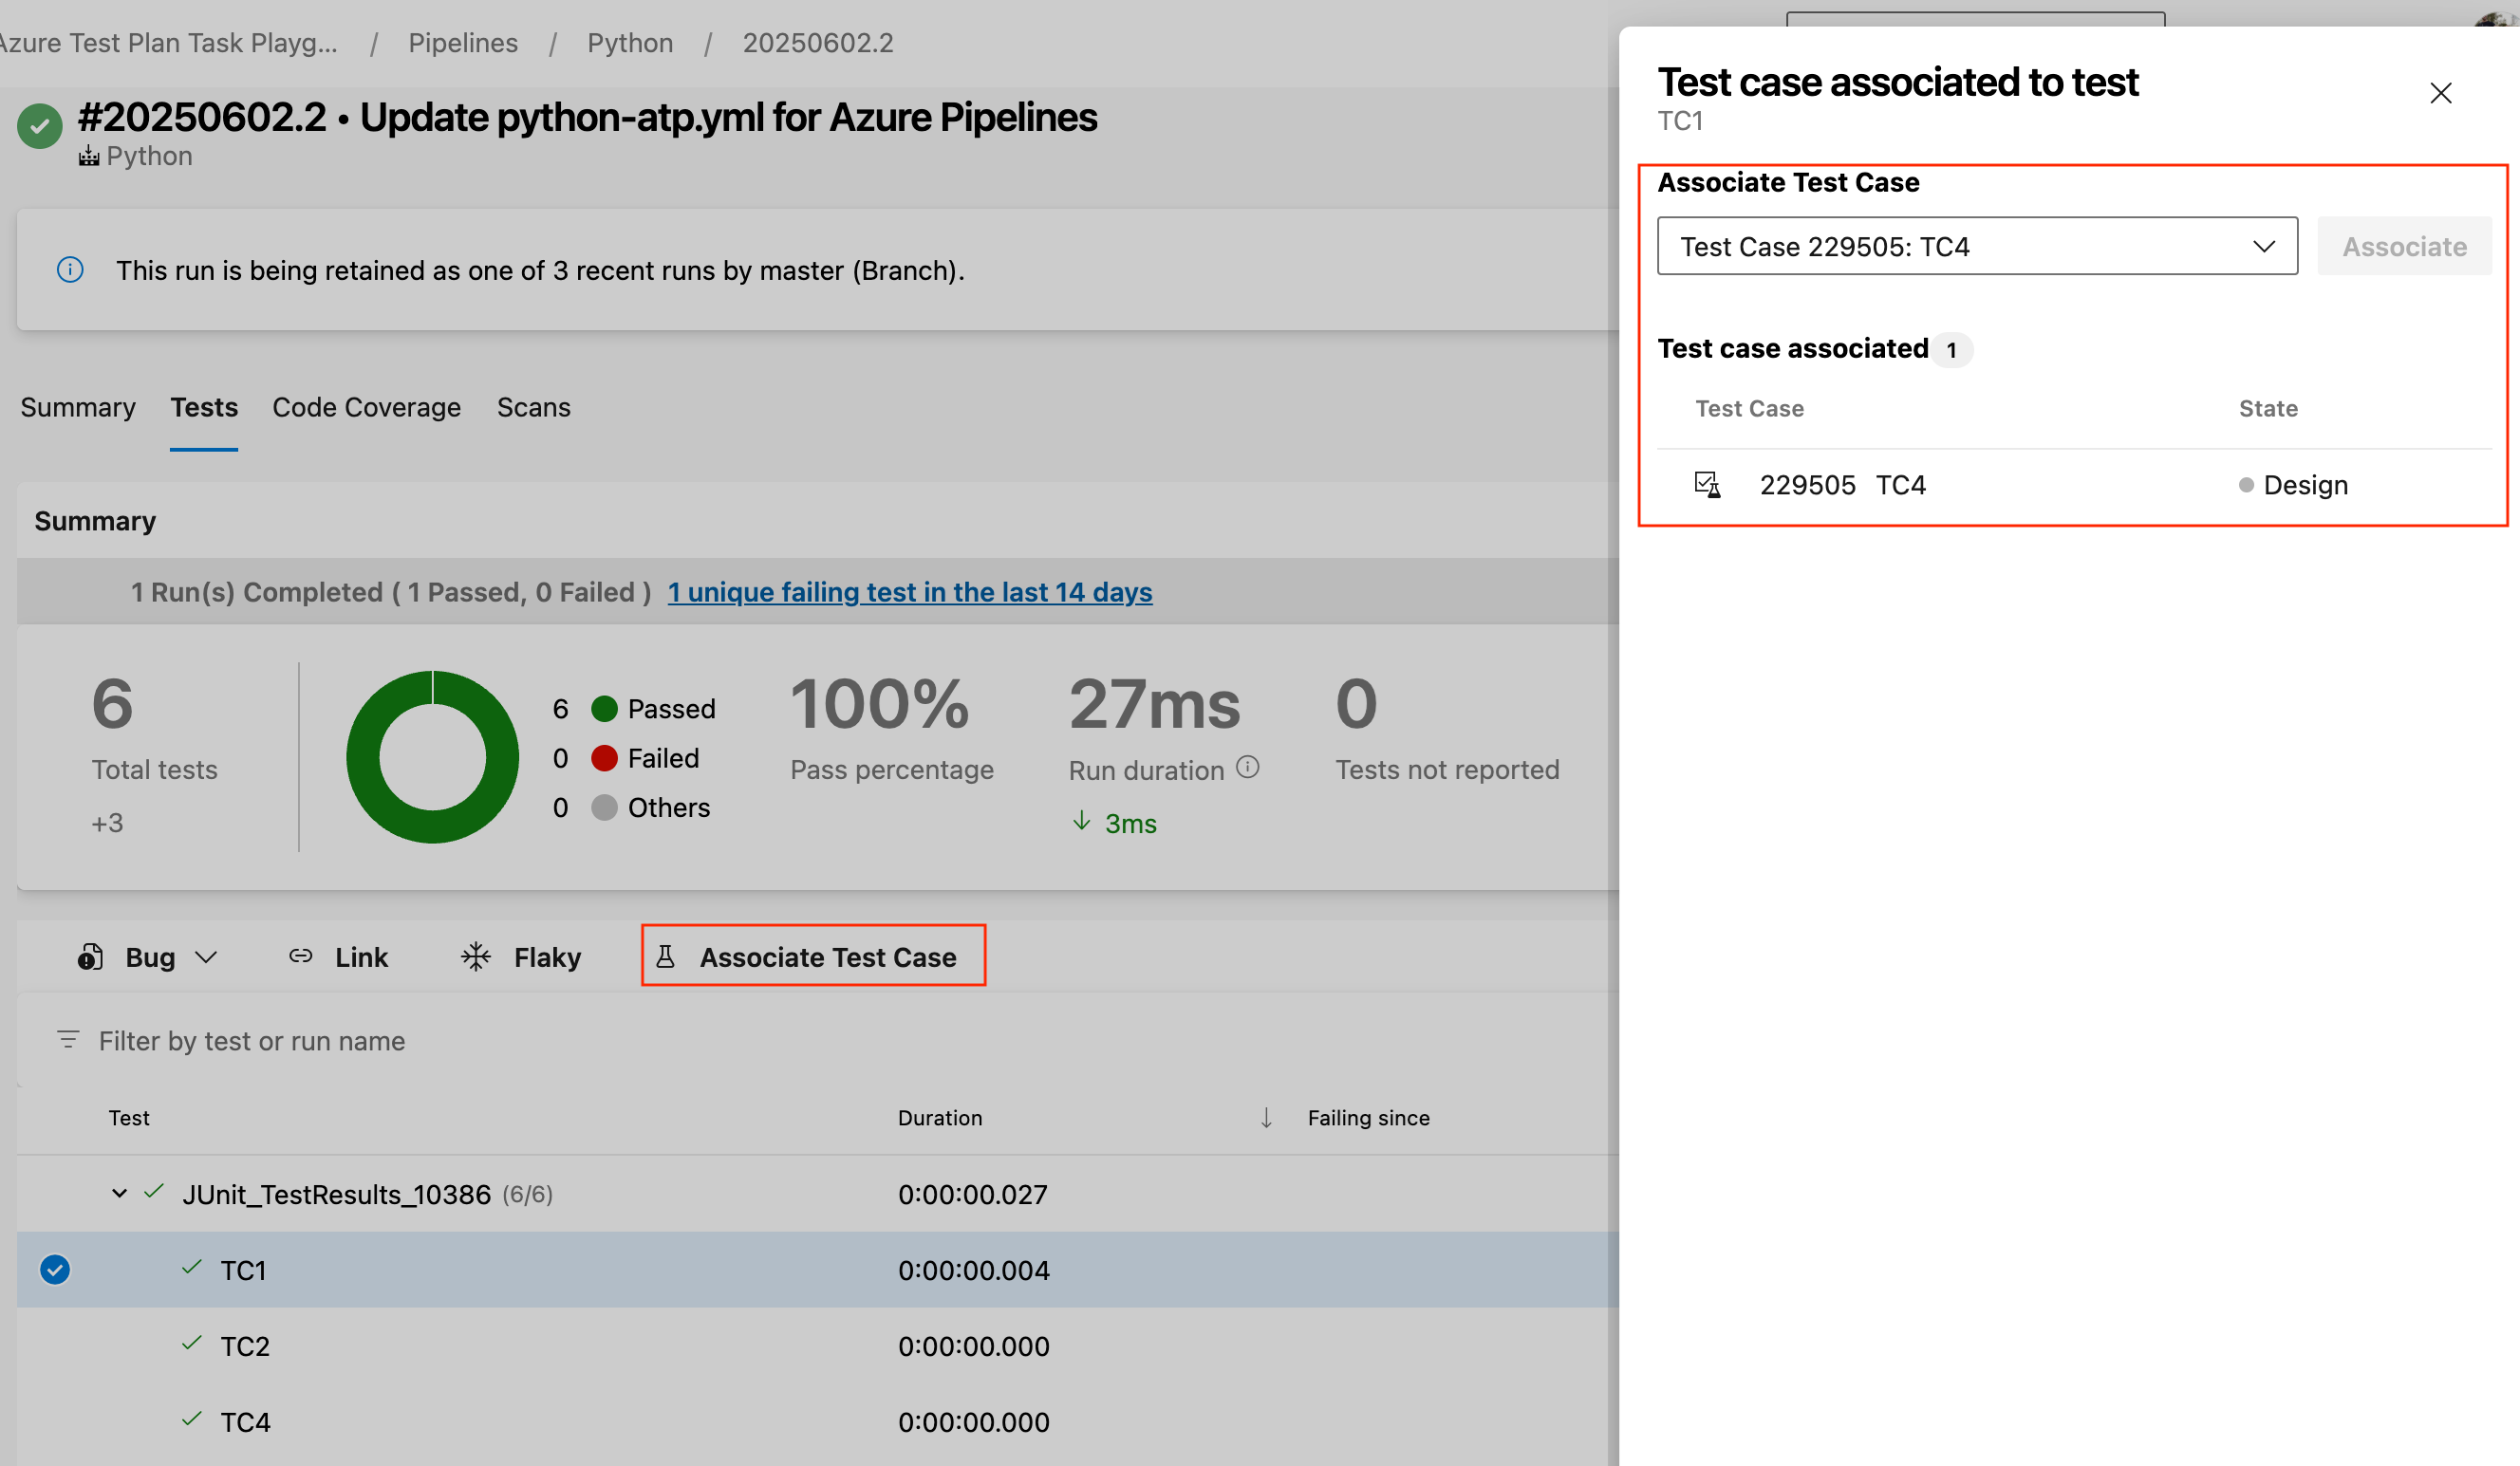 Azure Test Plan Task Playg... / Pipelines / Python / 20250602.2
#20250602.2 • Update python-atp.yml for Azure Pipelines
Python
This run is being retained as one of 3 recent runs by master (Branch).
Summary Tests Code Coverage Scans
Summary
1 Run(s) Completed ( 1 Passed, 0 Failed ) 1 unique failing test in the last 14 days
6
Total tests
+3
6 Passed
0 Failed
0 Others
100%
Pass percentage
27ms
Run duration
3ms
0
Tests not reported
Bug Link Flaky Associate Test Case
Filter by test or run name
Test Duration Failing since
JUnit_TestResults_10386 (6/6) 0:00:00.027
TC1 0:00:00.004
TC2 0:00:00.000
TC4 0:00:00.000
Test case associated to test
TC1
Associate Test Case
Test Case 229505: TC4 Associate
Test case associated 1
Test Case State
229505 TC4 Design